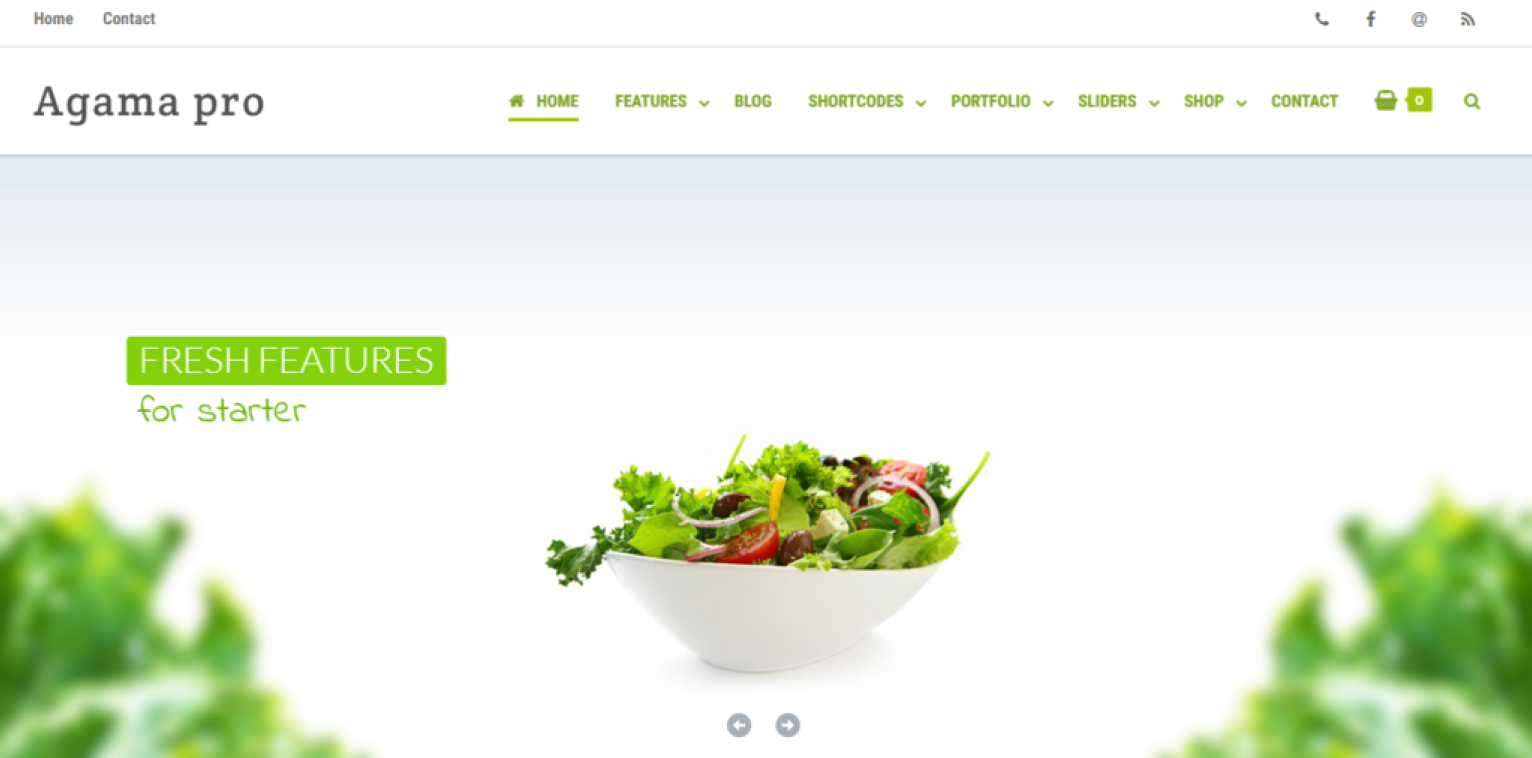 Home Contact
@
Agama pro
HOME FEATURES BLOG SHORTCODES PORTFOLIO SLIDERS SHOP CONTACT 0
FRESH FEATURES
for starter